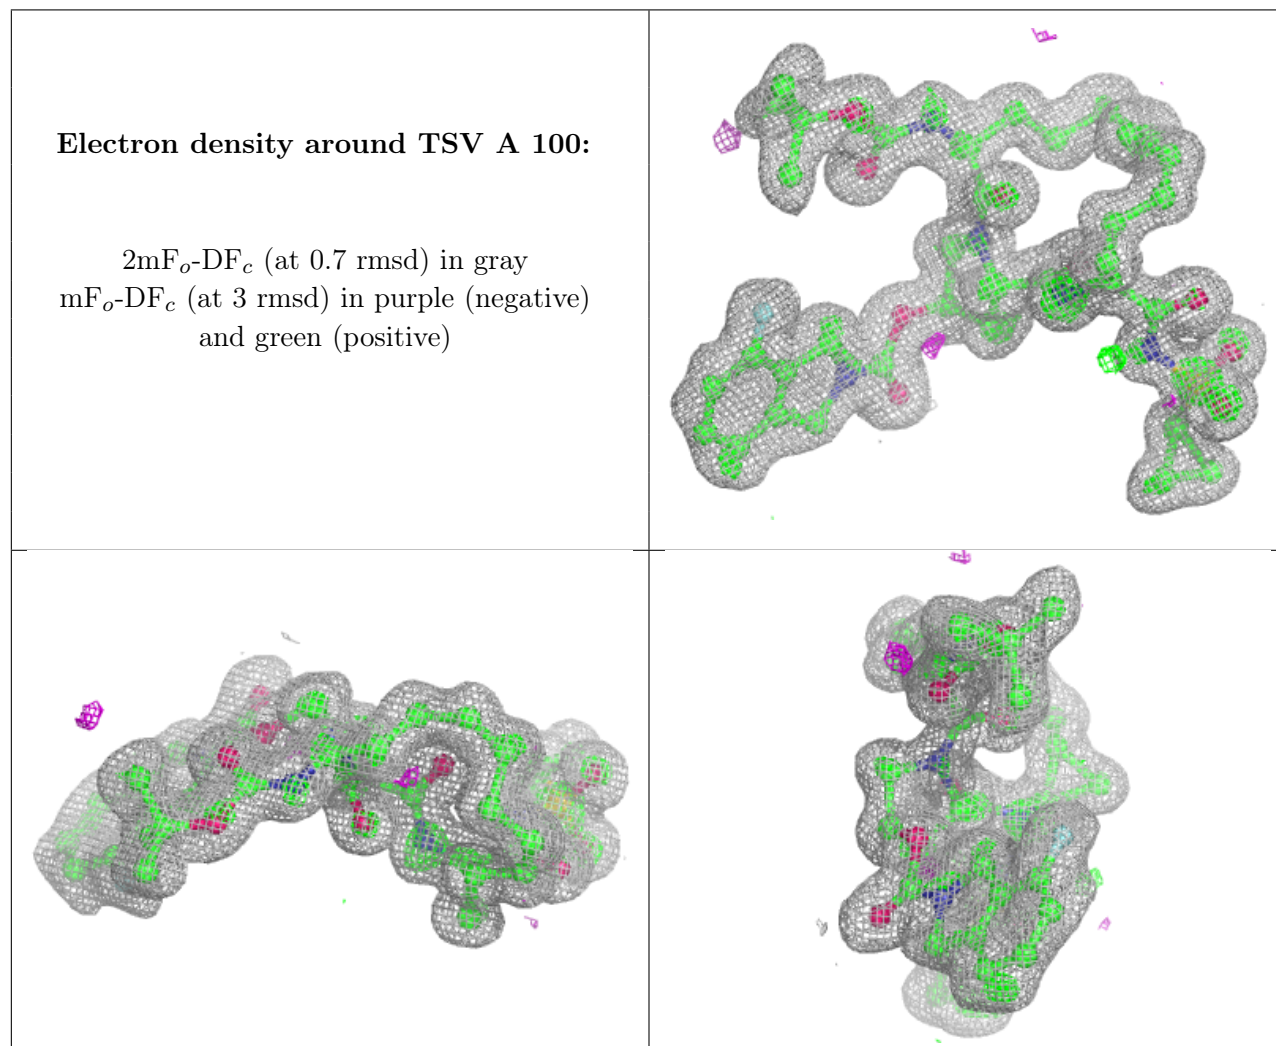 Electron density around TSV A 100:
2mFo-DFc (at 0.7 rmsd) in gray
mFo-DFc (at 3 rmsd) in purple (negative)
and green (positive)